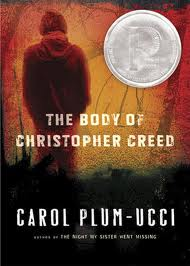 THE BODY OF
CHRISTOPHER CREED
CAROL PLUM-UCCI
AUTHOR OF THE NIGHT MY SISTER WENT MISSING